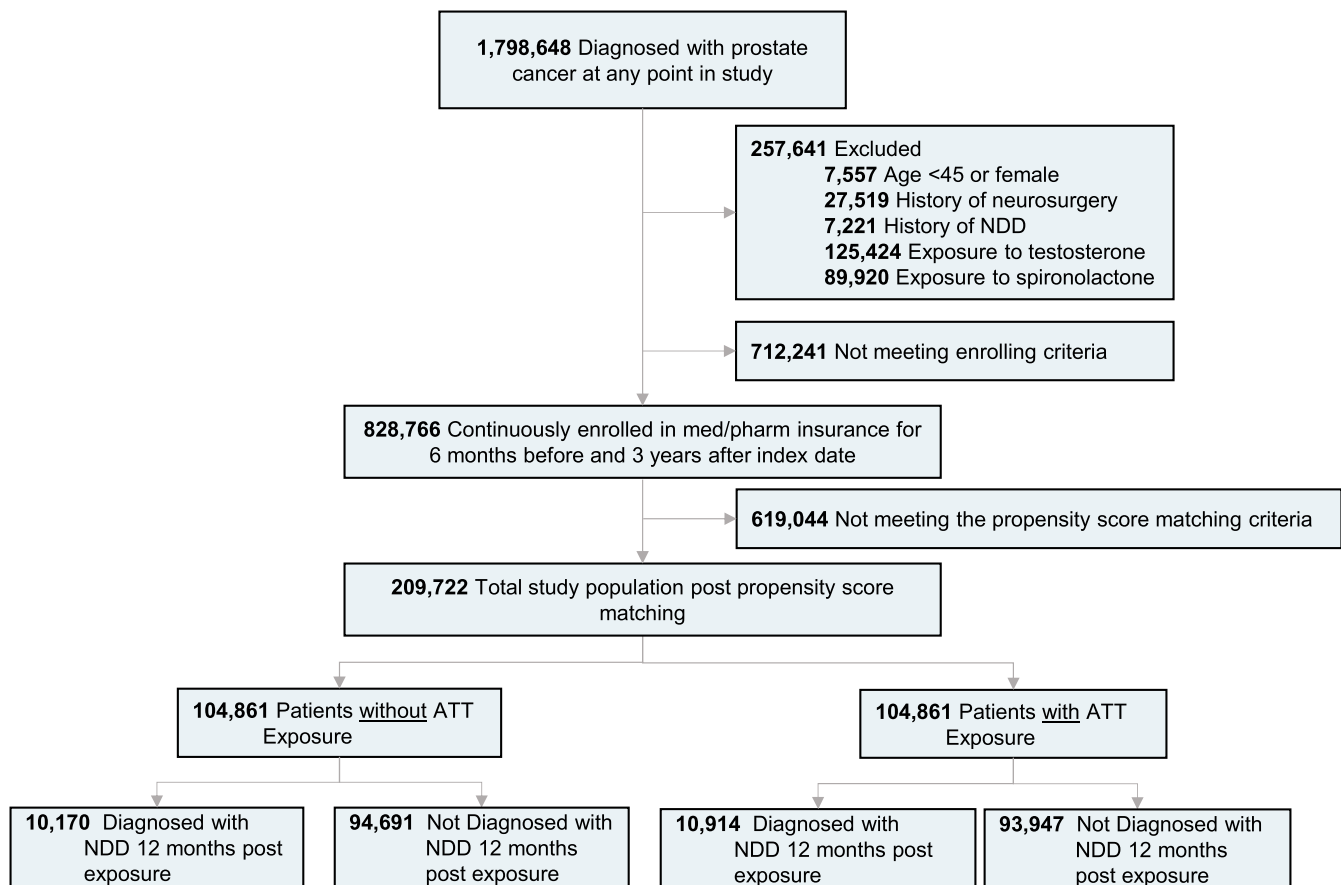 1,798,648 Diagnosed with prostate
cancer at any point in study
257,641 Excluded
7,557 Age <45 or female
27,519 History of neurosurgery
7,221 History of NDD
125,424 Exposure to testosterone
89,920 Exposure to spironolactone
712,241 Not meeting enrolling criteria
828,766 Continuously enrolled in med/pharm insurance for
6 months before and 3 years after index date
619,044 Not meeting the propensity score matching criteria
209,722 Total study population post propensity score
matching
104,861 Patients without ATT
Exposure
104,861 Patients with ATT
Exposure
10,170 Diagnosed with
NDD 12 months post
exposure
94,691 Not Diagnosed with
NDD 12 months
post exposure
10,914 Diagnosed with
NDD 12 months post
exposure
93,947 Not Diagnosed with
NDD 12 months
post exposure